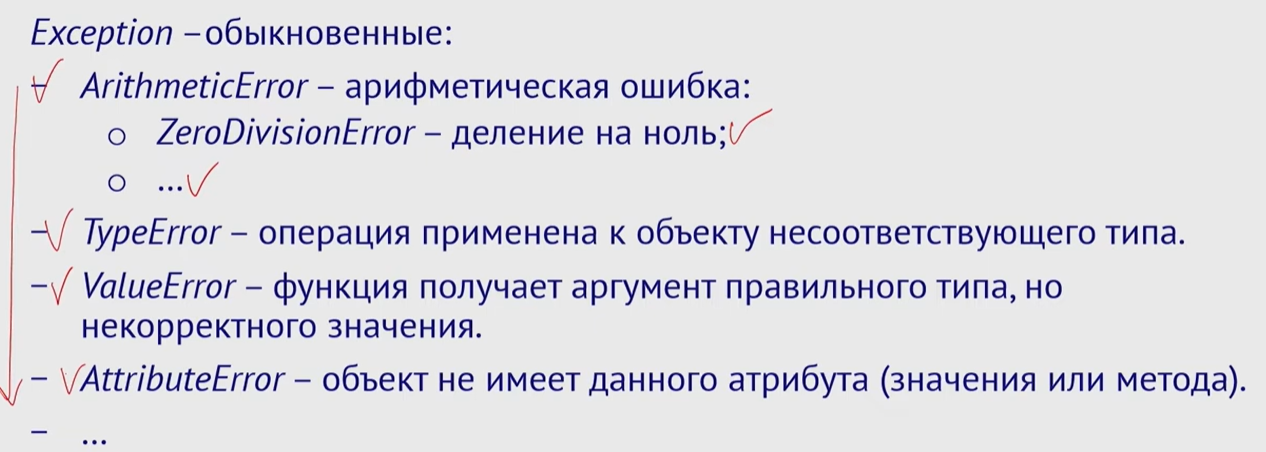 Exception – обыкновенные:
– ArithmeticError – арифметическая ошибка:
○ ZeroDivisionError – деление на ноль;
○ ...
– TypeError – операция применена к объекту несоответствующего типа.
– ValueError – функция получает аргумент правильного типа, но
некорректного значения.
– AttributeError – объект не имеет данного атрибута (значения или метода).
– ...